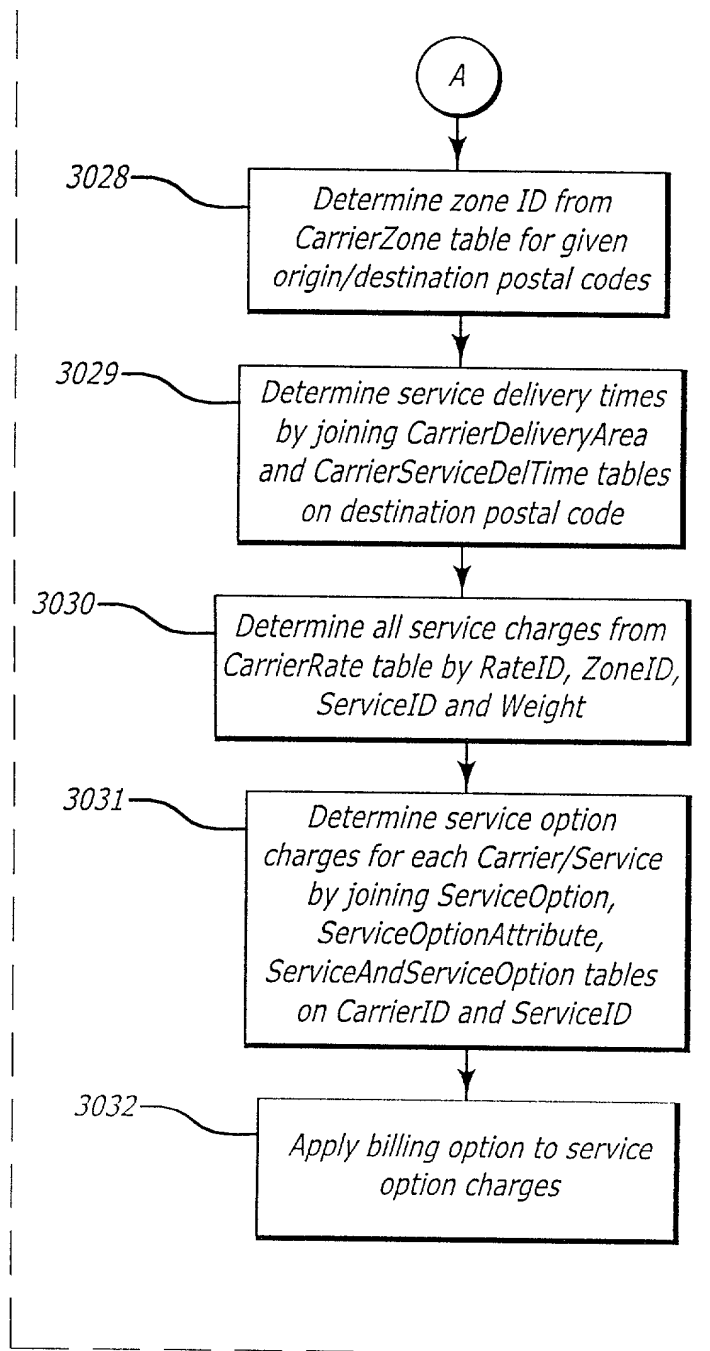 A
3028
Determine zone ID from
CarrierZone table for given
origin/destination postal codes
3029
Determine service delivery times
by joining CarrierDeliveryArea
and CarrierServiceDelTime tables
on destination postal code
3030
Determine all service charges from
CarrierRate table by RateID, ZoneID,
ServiceID and Weight
3031
Determine service option
charges for each Carrier/Service
by joining ServiceOption,
ServiceOptionAttribute,
ServiceAndServiceOption tables
on CarrierID and ServiceID
3032
Apply billing option to service
option charges